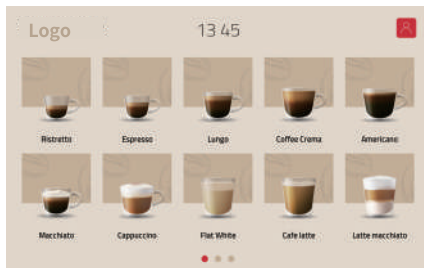 Logo
13 45
Ristretto Espresso Lungo Coffee Crema Americano
Macchiato Cappuccino Flat White Cafe latte Latte macchiato